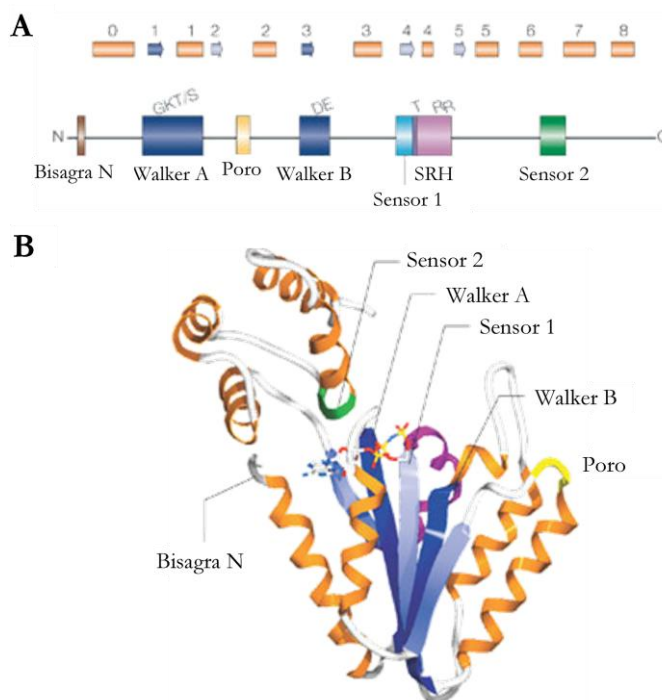 A
0 1 1 2 2 3 3 4 4 5 5 6 7 8
GKT/S DE T RR
N C
Bisagra N Walker A Poro Walker B SRH Sensor 2
Sensor 1
B
Sensor 2
Walker A
Sensor 1
Walker B
Poro
Bisagra N